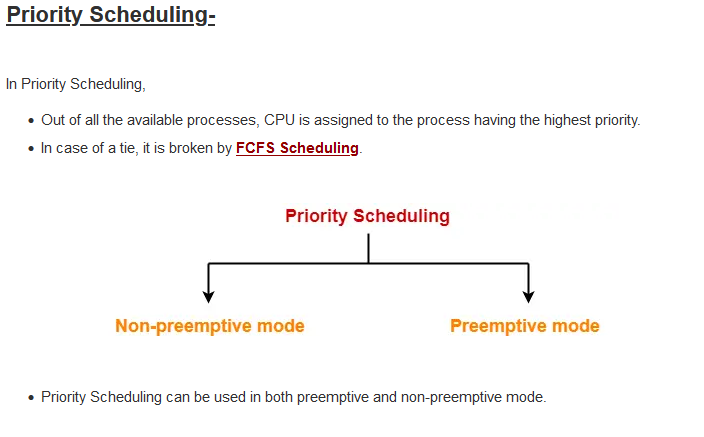 Priority Scheduling-
In Priority Scheduling,
• Out of all the available processes, CPU is assigned to the process having the highest priority.
• In case of a tie, it is broken by FCFS Scheduling.
Priority Scheduling
Non-preemptive mode
Preemptive mode
• Priority Scheduling can be used in both preemptive and non-preemptive mode.